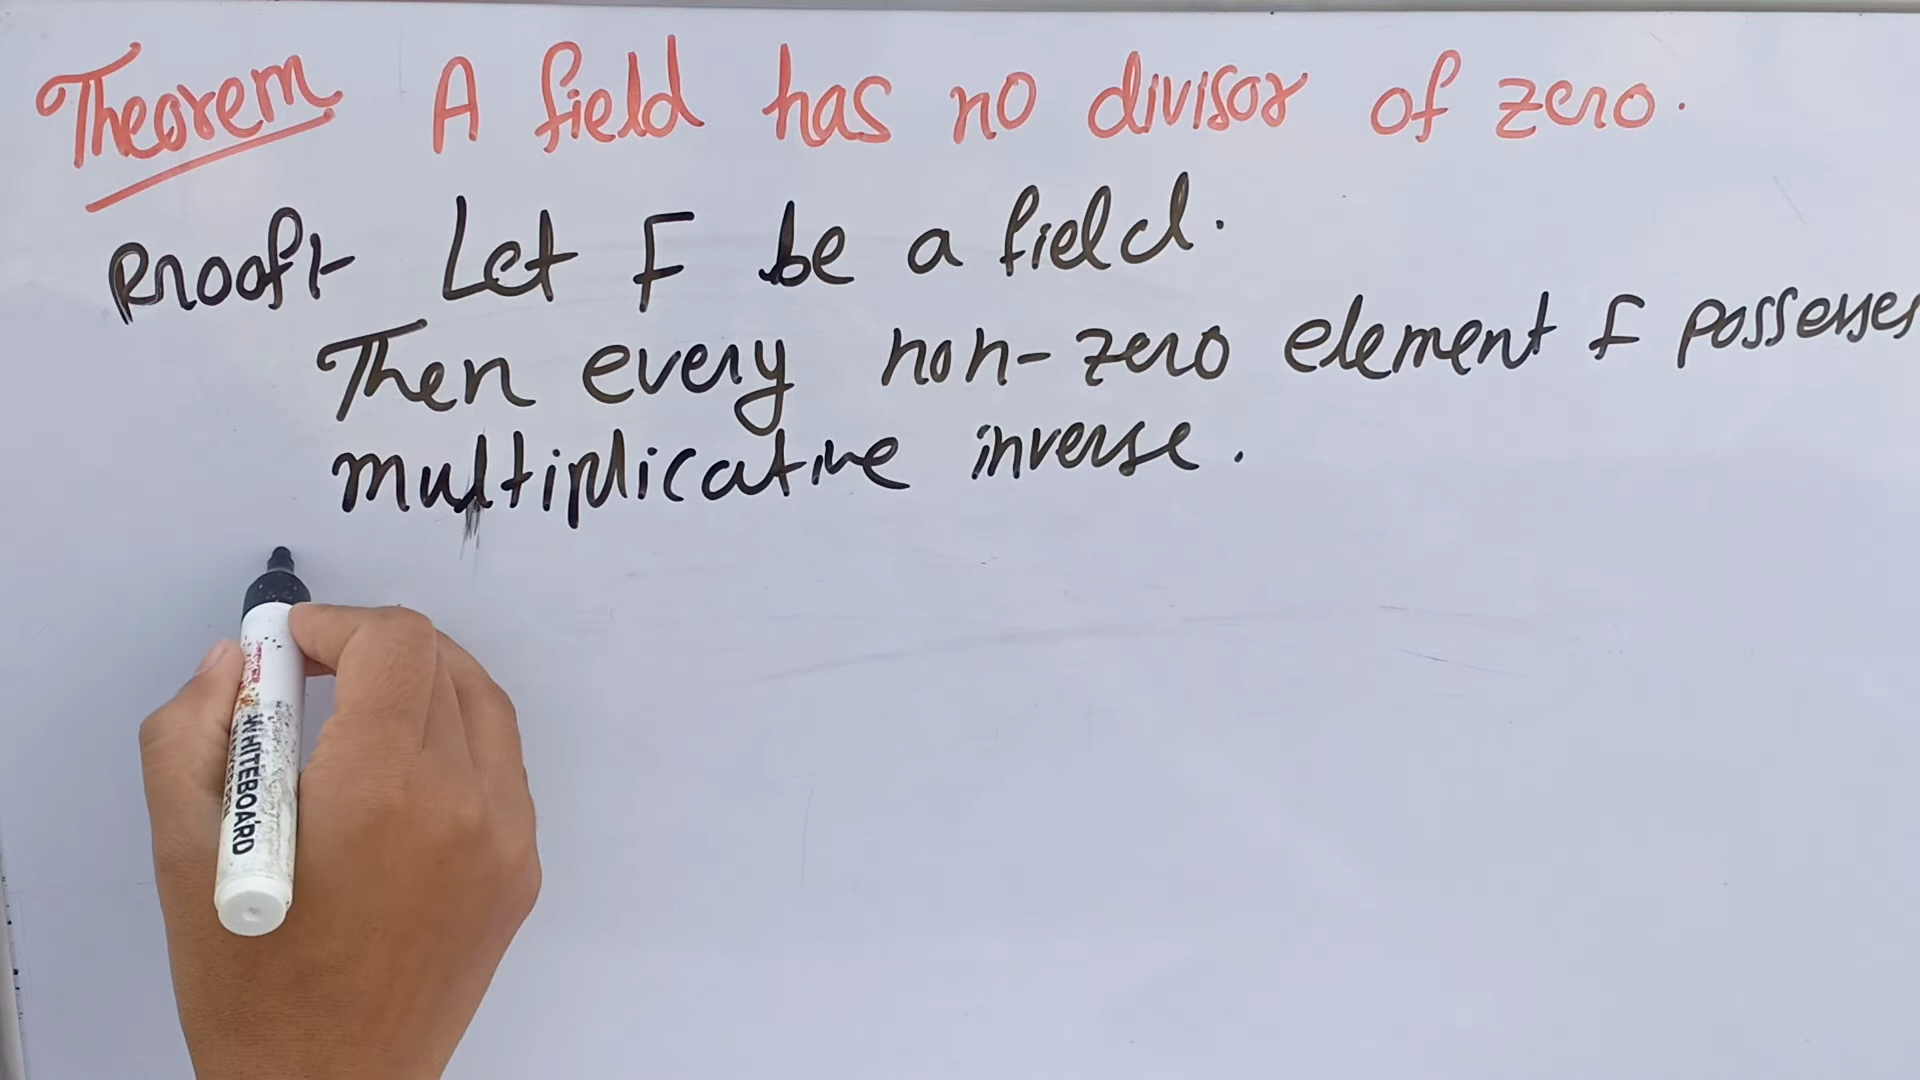 Theorem A field has no divisor of zero.
Proof:- Let F be a field.
Then every non-zero element F possesses
multiplicative inverse.
WHITEBOARD